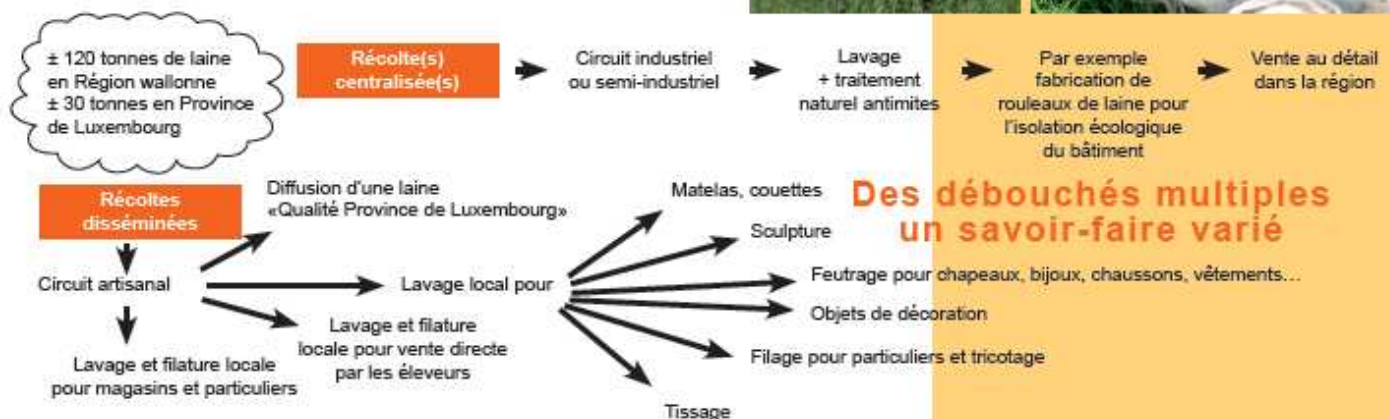 ± 120 tonnes de laine
en Région wallonne
± 30 tonnes en Province
de Luxembourg
Récolte(s)
centralisée(s)
Circuit industriel
ou semi-industriel
Lavage
+ traitement
naturel antimites
Par exemple
fabrication de
rouleaux de laine pour
l'isolation écologique
du bâtiment
Vente au détail
dans la région
Des débouchés multiples
un savoir-faire varié
Récoltes
disséminées
Circuit artisanal
Diffusion d'une laine
«Qualité Province de Luxembourg»
Lavage local pour
Lavage et filature
locale pour vente directe
par les éleveurs
Lavage et filature locale
pour magasins et particuliers
Matelas, couettes
Sculpture
Feutrage pour chapeaux, bijoux, chaussons, vêtements...
Objets de décoration
Filage pour particuliers et tricotage
Tissage